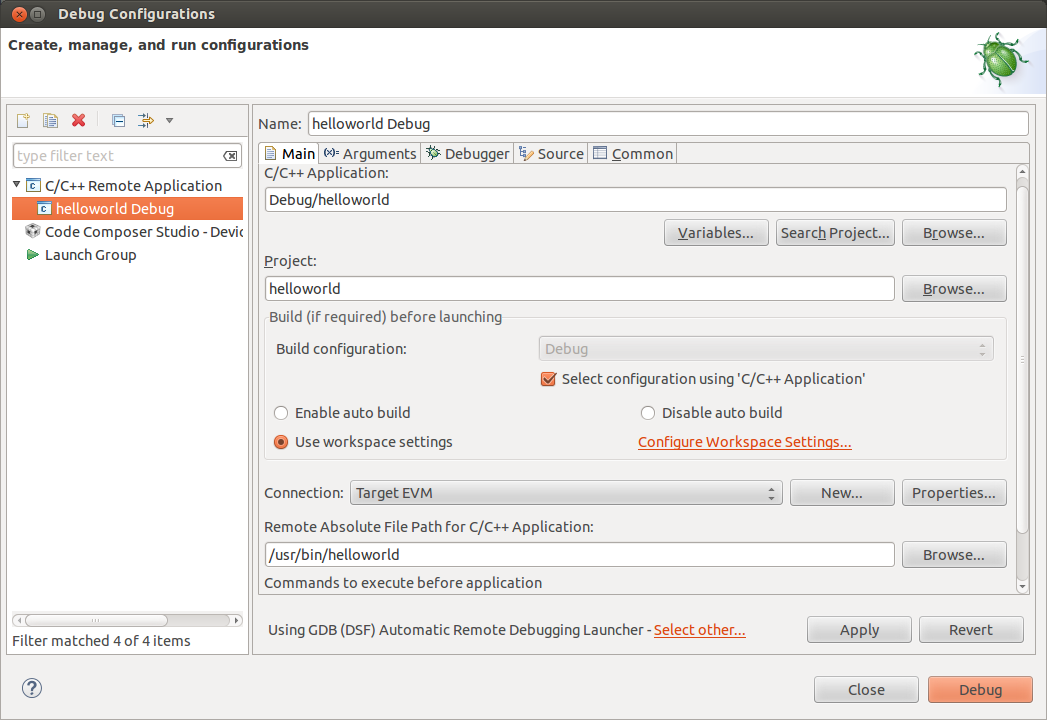 Debug Configurations
Create, manage, and run configurations
Name: helloworld Debug
type filter text
C/C++ Remote Application
helloworld Debug
Code Composer Studio - Devic
Launch Group
Filter matched 4 of 4 items
Main (x)= Arguments Debugger Source Common
C/C++ Application:
Debug/helloworld
Variables... Search Project... Browse...
Project:
helloworld Browse...
Build (if required) before launching
Build configuration: Debug
Select configuration using 'C/C++ Application'
Enable auto build Disable auto build
Use workspace settings Configure Workspace Settings...
Connection: Target EVM New... Properties...
Remote Absolute File Path for C/C++ Application:
/usr/bin/helloworld Browse...
Commands to execute before application
Using GDB (DSF) Automatic Remote Debugging Launcher - Select other... Apply Revert
? Close Debug